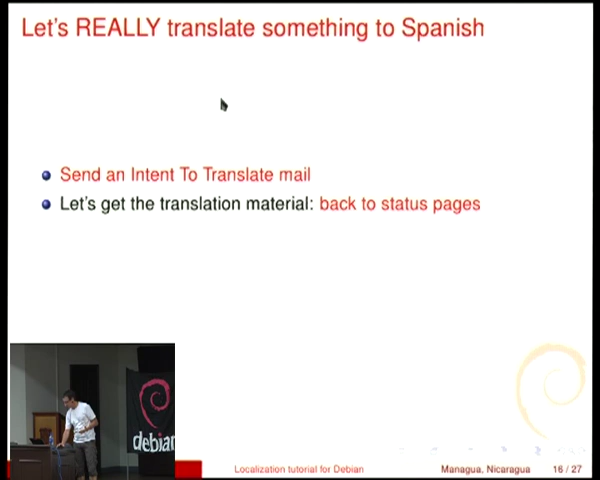 Let's REALLY translate something to Spanish
Send an Intent To Translate mail
Let's get the translation material: back to status pages
debian
Localization tutorial for Debian
Managua, Nicaragua
16 / 27